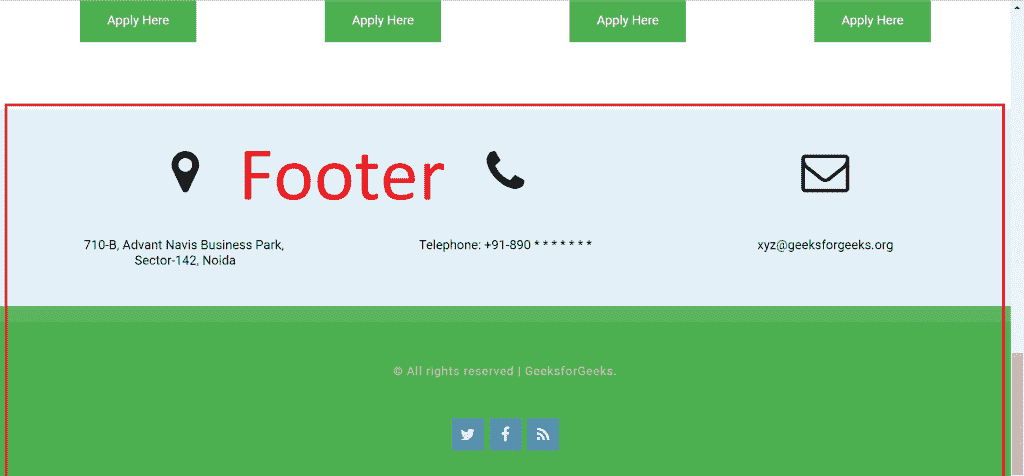 Apply Here
Apply Here
Apply Here
Apply Here
Footer
710-B, Advant Navis Business Park,
Sector-142, Noida
Telephone: +91-890 * * * * * * *
xyz@geeksforgeeks.org
© All rights reserved | GeeksforGeeks.